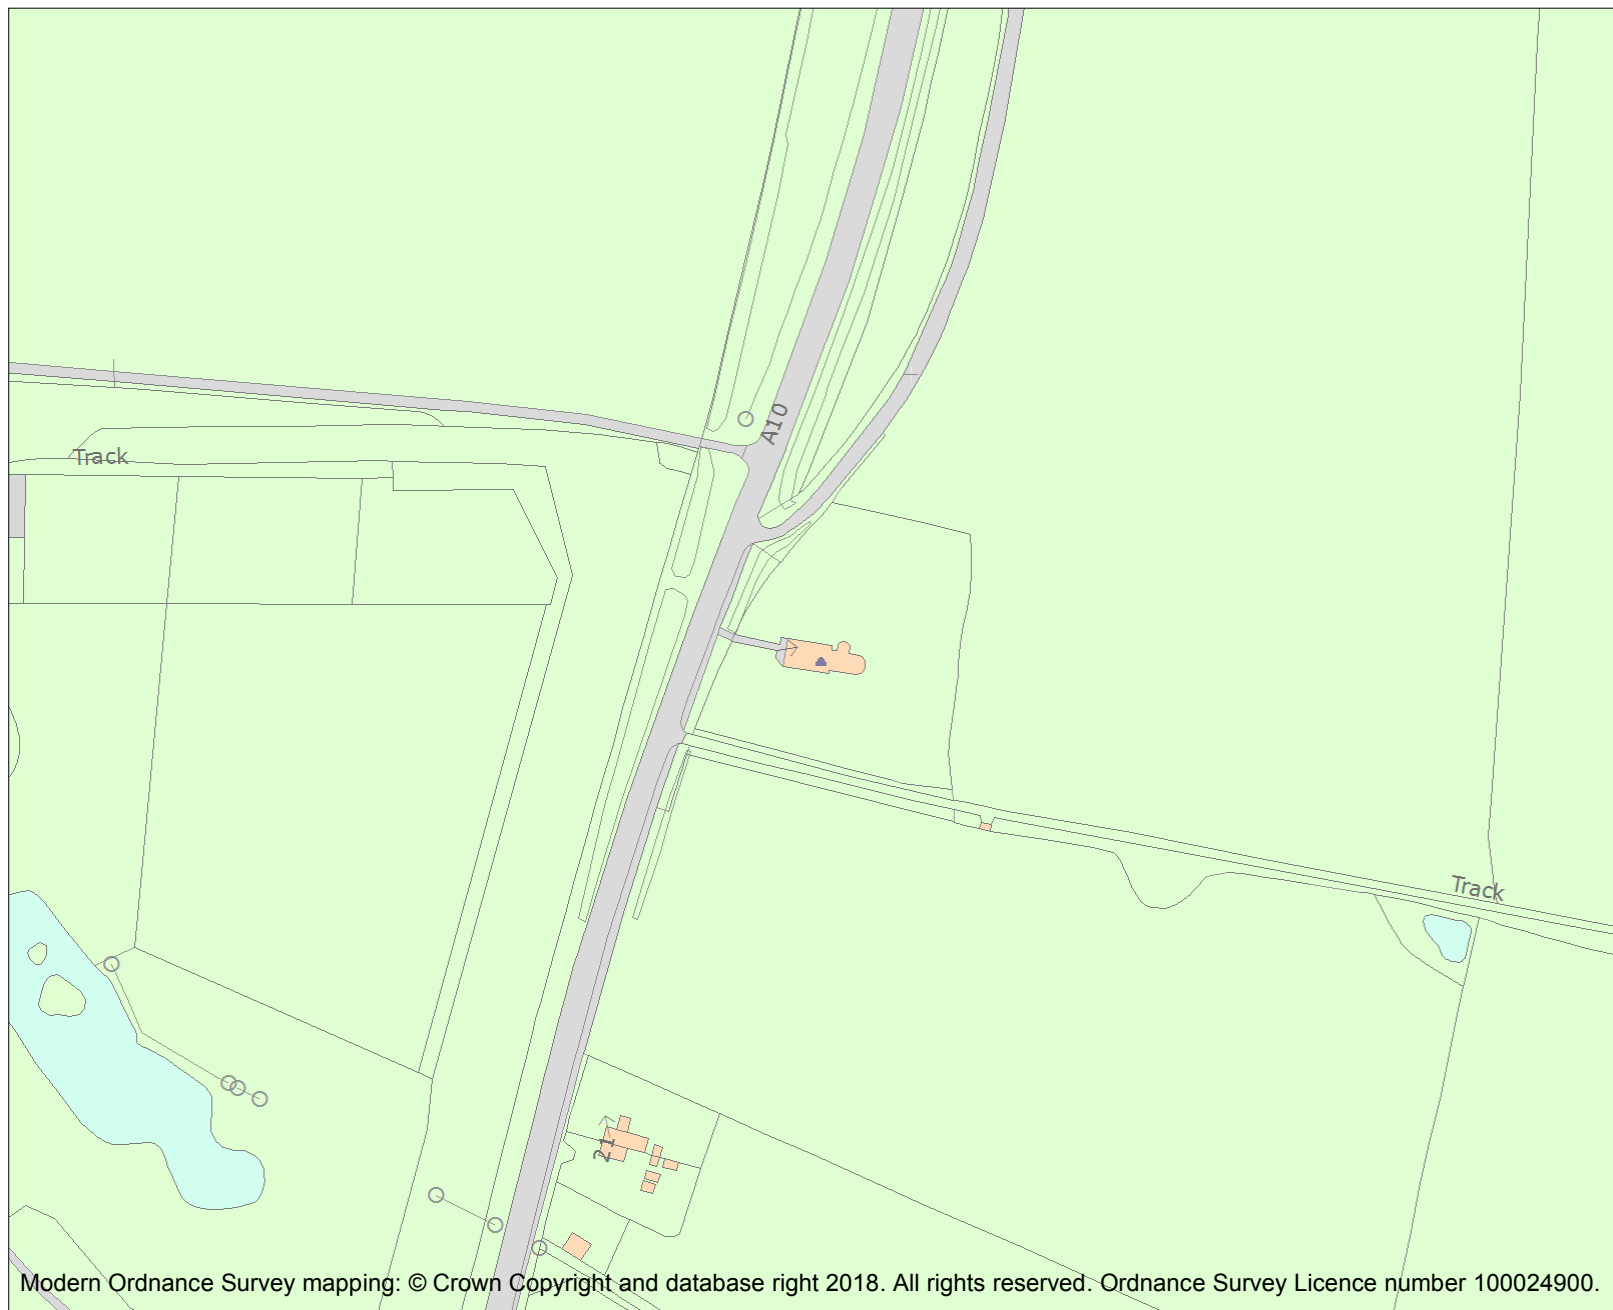 A10
Track
Track
21
Modern Ordnance Survey mapping: © Crown Copyright and database right 2018. All rights reserved. Ordnance Survey Licence number 100024900.